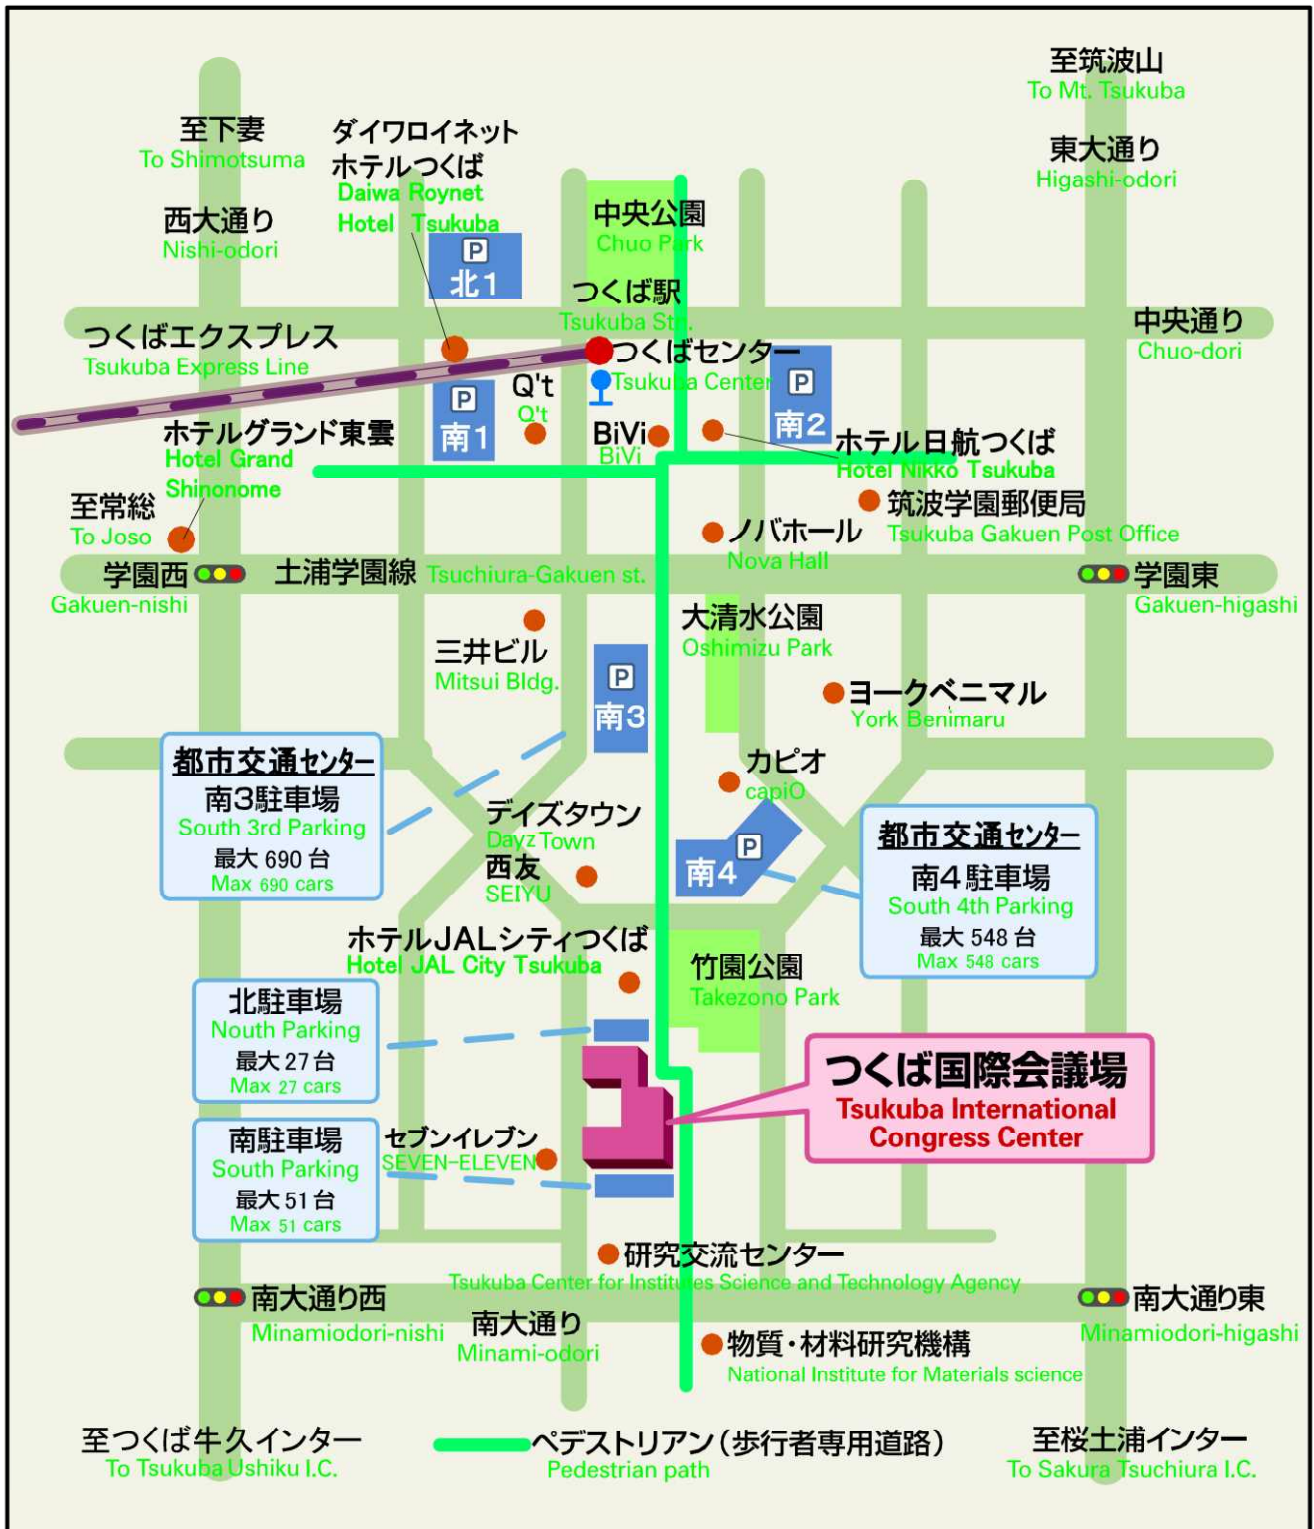 至筑波山
To Mt. Tsukuba
至下妻
To Shimotsuma
ダイワロイネット
ホテルつくば
Daiwa Roynet
Hotel Tsukuba
東大通り
Higashi-odori
西大通り
Nishi-odori
中央公園
Chuo Park
P
北1
つくば駅
Tsukuba Stn.
つくばエクスプレス
Tsukuba Express Line
つくばセンター
Tsukuba Center
中央通り
Chuo-dori
P
南1
Q't
Q't
BiVi
BiVi
P
南2
ホテルグランド東雲
Hotel Grand
Shinonome
ホテル日航つくば
Hotel Nikko Tsukuba
至常総
To Joso
筑波学園郵便局
Tsukuba Gakuen Post Office
ノバホール
Nova Hall
学園西
Gakuen-nishi
土浦学園線 Tsuchiura-Gakuen st.
学園東
Gakuen-higashi
大清水公園
Oshimizu Park
三井ビル
Mitsui Bldg.
P
南3
ヨークベニマル
York Benimaru
都市交通センター
南3駐車場
South 3rd Parking
最大 690 台
Max 690 cars
カピオ
capiO
デイズタウン
Dayz Town
西友
SEIYU
P
南4
都市交通センター
南4駐車場
South 4th Parking
最大 548 台
Max 548 cars
ホテルJALシティつくば
Hotel JAL City Tsukuba
竹園公園
Takezono Park
北駐車場
Nouth Parking
最大 27 台
Max 27 cars
つくば国際会議場
Tsukuba International
Congress Center
南駐車場
South Parking
最大 51 台
Max 51 cars
セブンイレブン
SEVEN-ELEVEN
研究交流センター
Tsukuba Center for Institutes Science and Technology Agency
南大通り西
Minamiodori-nishi
南大通り
Minami-odori
南大通り東
Minamiodori-higashi
物質・材料研究機構
National Institute for Materials science
至つくば牛久インター
To Tsukuba Ushiku I.C.
ペデストリアン(歩行者専用道路)
Pedestrian path
至桜土浦インター
To Sakura Tsuchiura I.C.